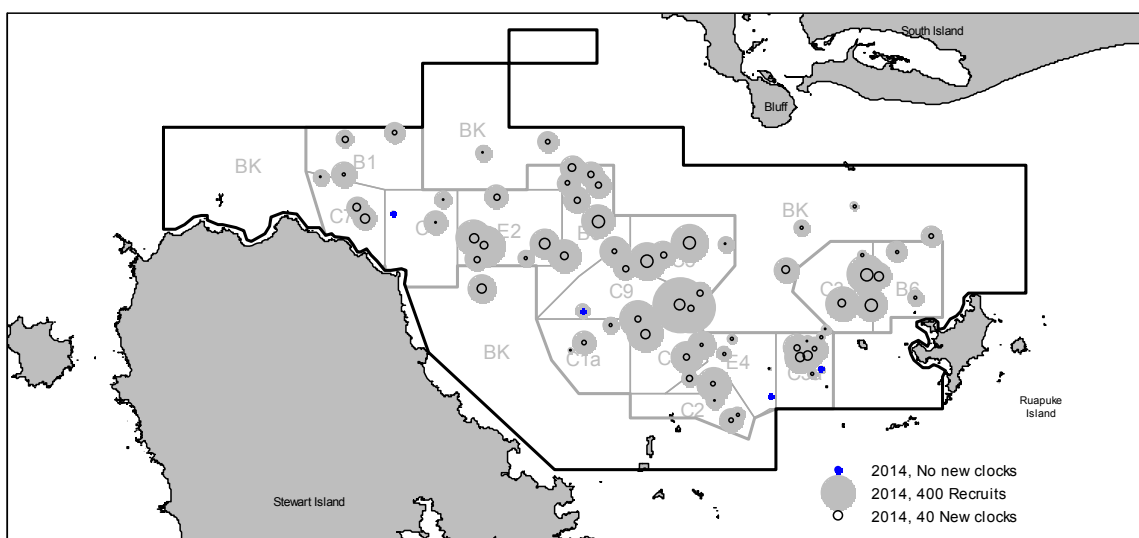 South Island
Bluff
BK
BK
B1
C7
E2
BK
C9
B6
BK
C1a
E4
C2
Ruapuke
Island
Stewart Island
2014, No new clocks
2014, 400 Recruits
2014, 40 New clocks